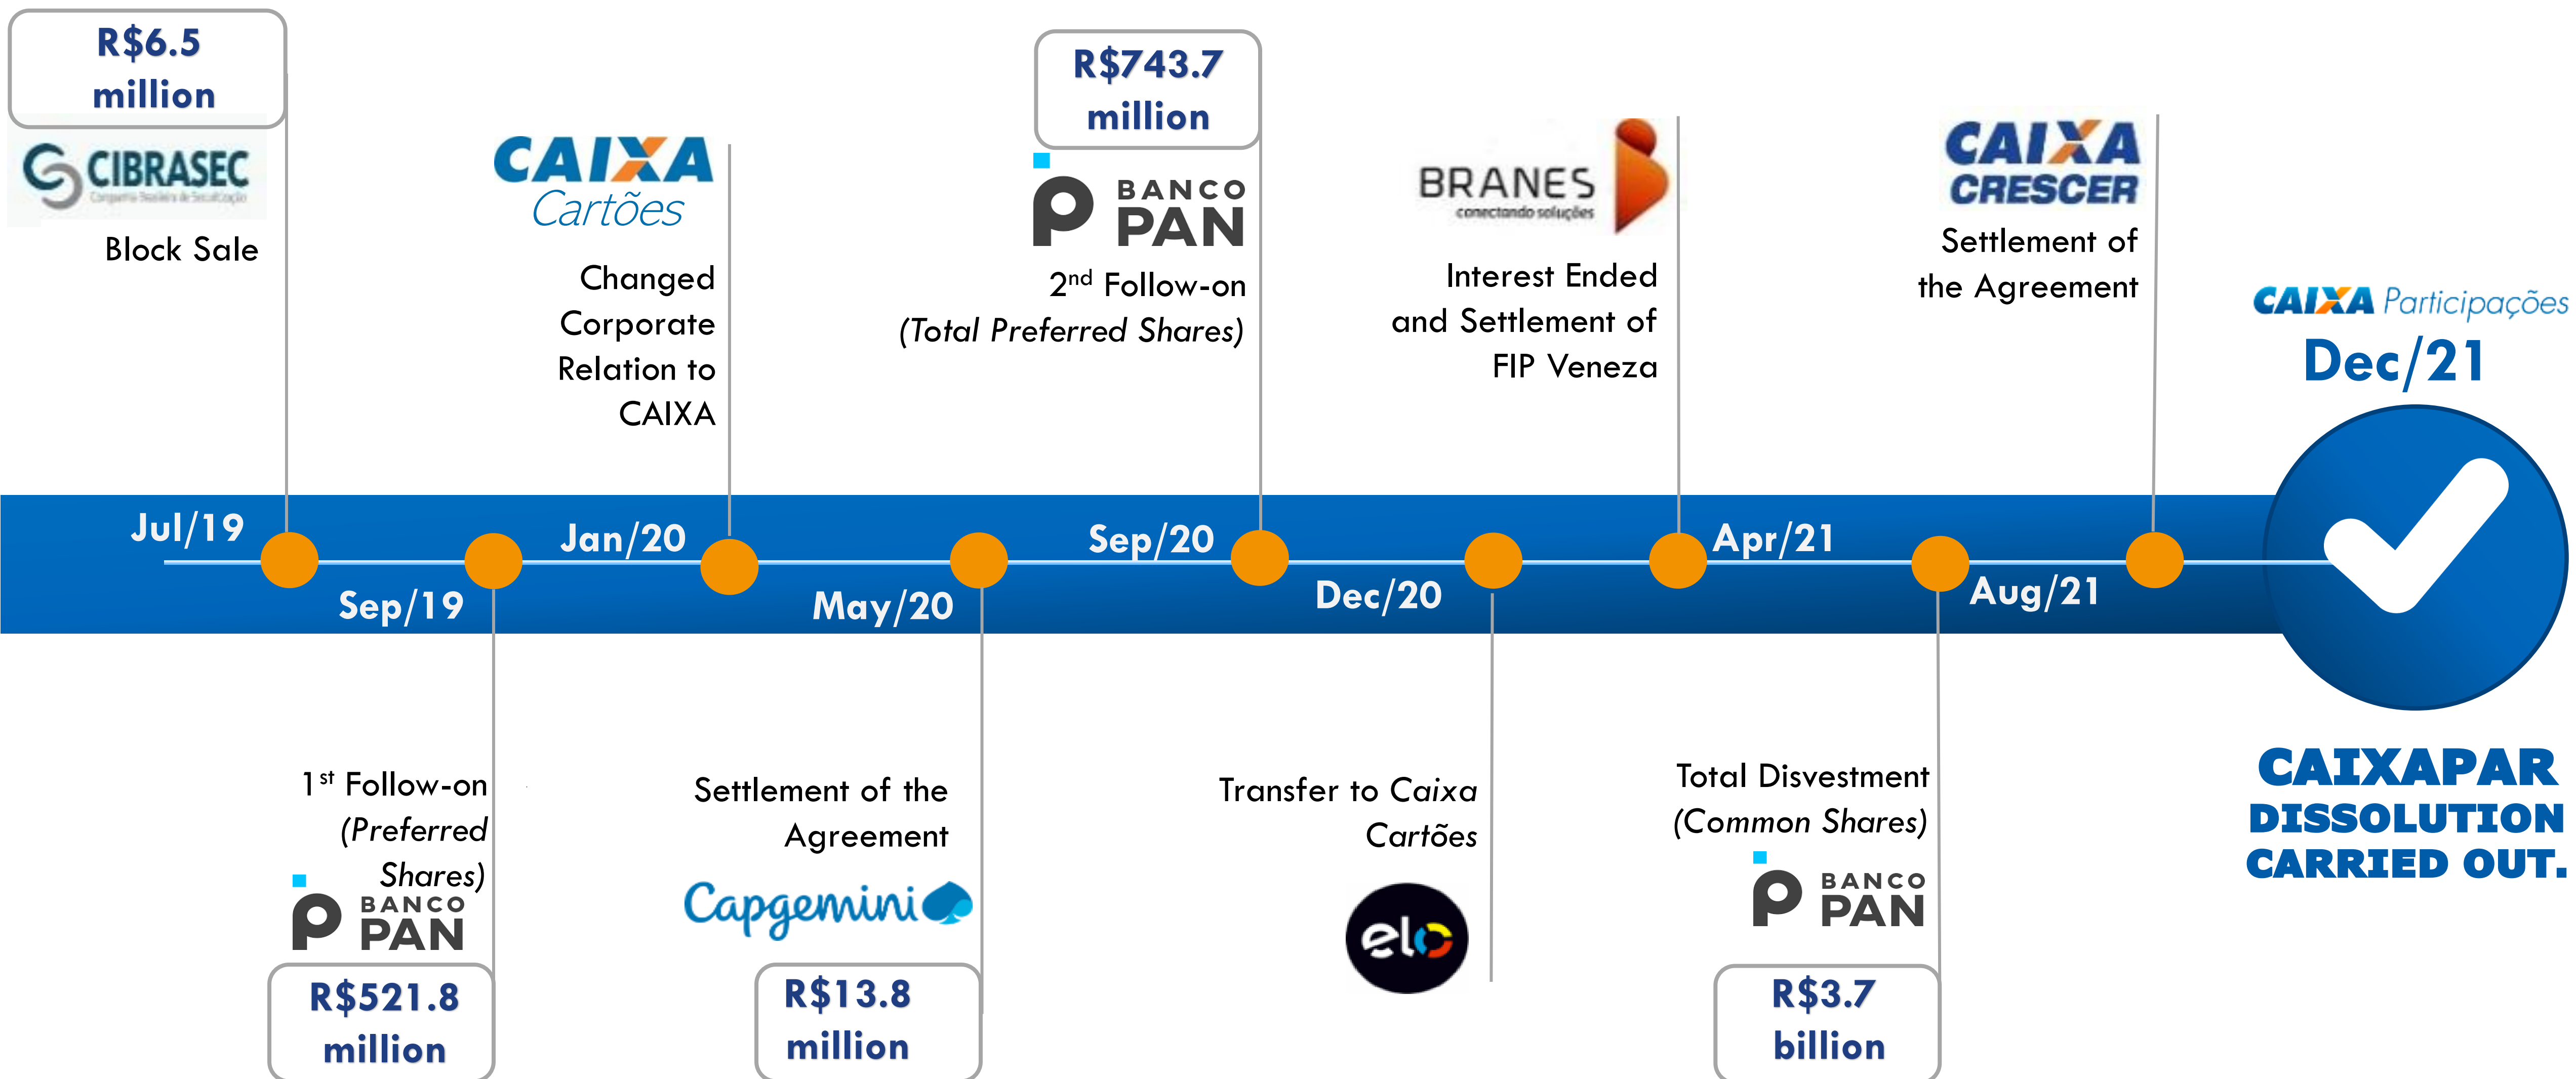 R$6.5
million
CIBRASEC
Companhia Brasileira de Securitização
Block Sale
CAIXA
Cartões
Changed
Corporate
Relation to
CAIXA
R$743.7
million
BANCO
PAN
2nd Follow-on
(Total Preferred Shares)
BRANES
conectando soluções
Interest Ended
and Settlement of
FIP Veneza
CAIXA
CRESCER
Settlement of
the Agreement
CAIXA Participações
Dec/21
Jul/19
Sep/19
Jan/20
May/20
Sep/20
Dec/20
Apr/21
Aug/21
1st Follow-on
(Preferred
Shares)
BANCO
PAN
R$521.8
million
Settlement of the
Agreement
Capgemini
R$13.8
million
Transfer to Caixa
Cartões
elo
Total Disvestment
(Common Shares)
BANCO
PAN
R$3.7
billion
CAIXAPAR
DISSOLUTION
CARRIED OUT.